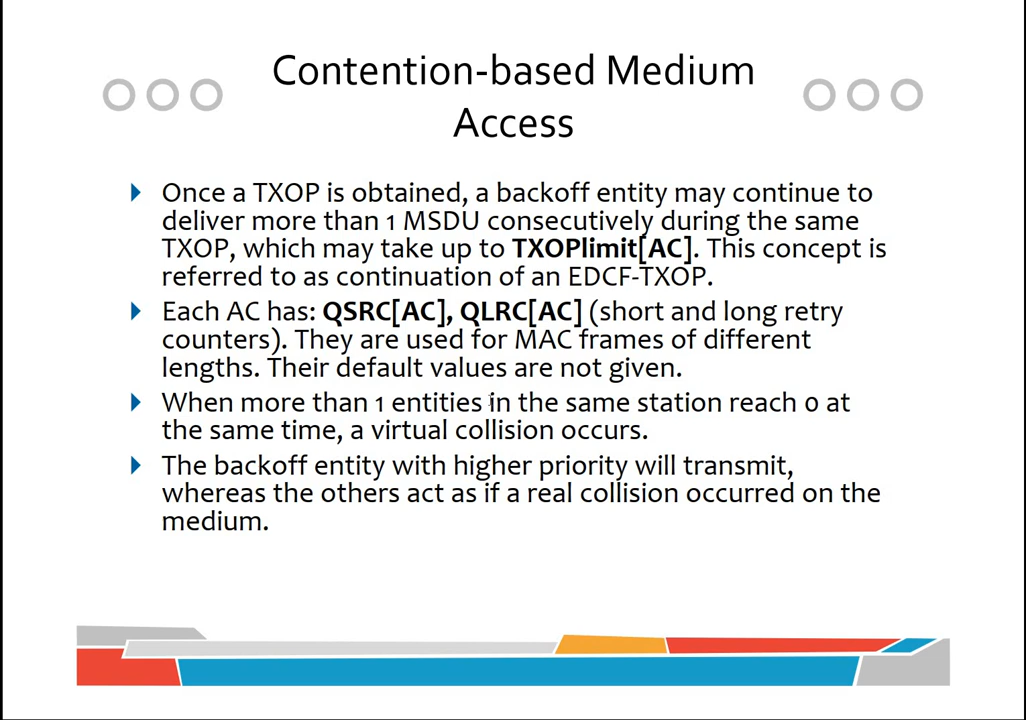 Contention-based Medium
Access
Once a TXOP is obtained, a backoff entity may continue to
deliver more than 1 MSDU consecutively during the same
TXOP, which may take up to TXOPlimit[AC]. This concept is
referred to as continuation of an EDCF-TXOP.
Each AC has: QSRC[AC], QLRC[AC] (short and long retry
counters). They are used for MAC frames of different
lengths. Their default values are not given.
When more than 1 entities in the same station reach 0 at
the same time, a virtual collision occurs.
The backoff entity with higher priority will transmit,
whereas the others act as if a real collision occurred on the
medium.